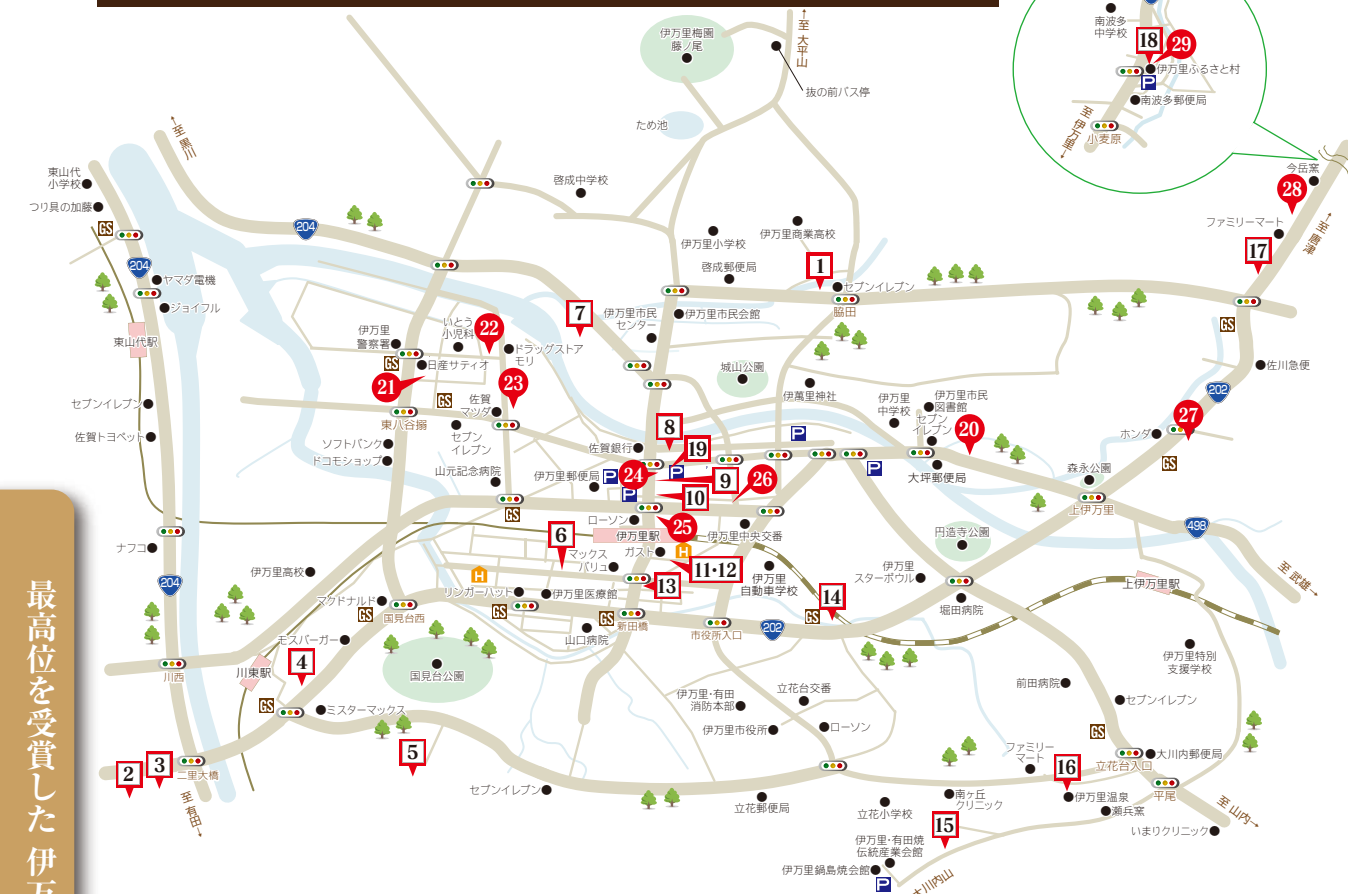 伊万里梅園
藤ノ尾
←至 大平山
抜の前バス停
ため池
南波多
中学校
18
29
伊万里ふるさと村
P
南波多郵便局
至 伊万里→
小麦原
←至 黒川
東山代
小学校
つり具の加藤
GS
204
204
ヤマダ電機
ジョイフル
東山代駅
セブンイレブン
佐賀トヨペット
啓成中学校
伊万里商業高校
伊万里小学校
啓成郵便局
1
セブンイレブン
脇田
今岳窯
28
ファミリーマート
←至 唐津
17
GS
佐川急便
202
27
ホンダ
GS
7
伊万里市民
センター
伊万里市民会館
伊万里
警察署
いとう
小児科
22
ドラッグストア
モリ
GS
日産サティオ
21
23
GS
佐賀
マツダ
東八谷搦
セブン
イレブン
ソフトバンク
ドコモショップ
山元記念病院
城山公園
伊萬里神社
伊万里
中学校
伊万里市民
図書館
セブン
イレブン
20
大坪郵便局
森永公園
上伊万里
498
至 武雄→
8
佐賀銀行
19
P
P
P
P
P
伊万里郵便局
24
9
26
10
GS
ローソン
25
伊万里駅
伊万里中央交番
ガスト
H
6
マックス
バリュ
11・12
13
伊万里
自動車学校
14
GS
円造寺公園
伊万里
スターボウル
堀田病院
上伊万里駅
伊万里特別
支援学校
ナフコ
204
伊万里高校
マクドナルド
GS
国見台西
H
リンガーハット
伊万里医療館
GS
GS
新田橋
山口病院
市役所入口
202
モスバーガー
川東駅
4
川西
国見台公園
GS
ミスターマックス
5
2
3
二里大橋
至 有田→
セブンイレブン
伊万里・有田
消防本部
立花台交番
伊万里市役所
ローソン
立花郵便局
前田病院
セブンイレブン
GS
ファミリー
マート
立花台入口
大川内郵便局
16
伊万里温泉
平尾
瀬兵窯
至 山内→
いまりクリニック
南ヶ丘
クリニック
立花小学校
15
伊万里・有田焼
伝統産業会館
伊万里鍋島焼会館
P
大川内山
最高位を受賞した 伊万